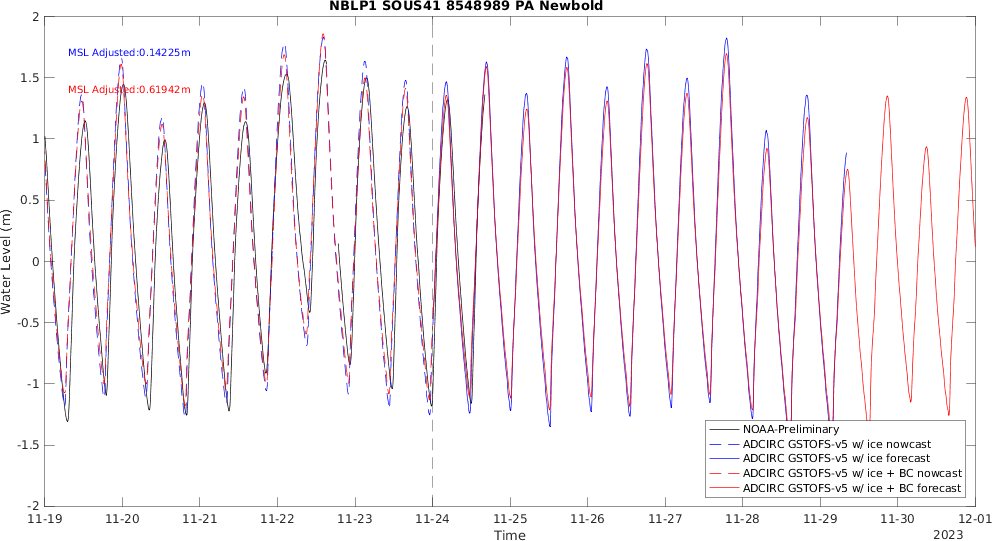 NBLP1 SOUS41 8548989 PA Newbold
MSL Adjusted:0.14225m
MSL Adjusted:0.61942m
Water Level (m)
2
1.5
1
0.5
0
-0.5
-1
-1.5
-2
NOAA-Preliminary
ADCIRC GSTOFS-v5 w/ ice nowcast
ADCIRC GSTOFS-v5 w/ ice forecast
ADCIRC GSTOFS-v5 w/ ice + BC nowcast
ADCIRC GSTOFS-v5 w/ ice + BC forecast
11-19 11-20 11-21 11-22 11-23 11-24 11-25 11-26 11-27 11-28 11-29 11-30 12-01
Time
2023